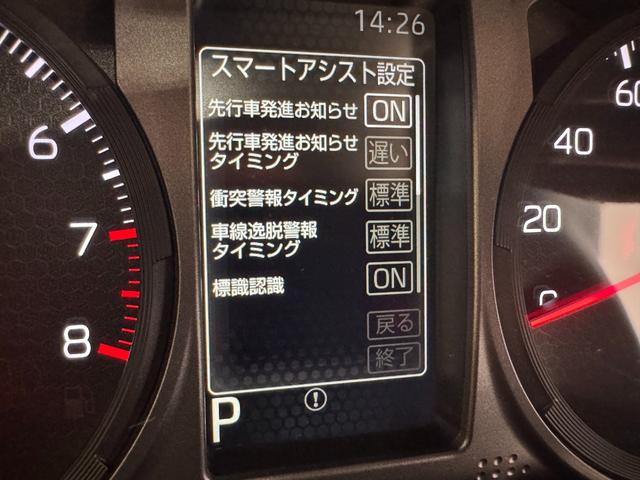 14:26
スマートアシスト設定
先行車発進お知らせ ON
先行車発進お知らせ
タイミング 遅い
衝突警報タイミング 標準
車線逸脱警報
タイミング 標準
標識認識 ON
戻る
終了
P
6
7
8
60
40
20
0